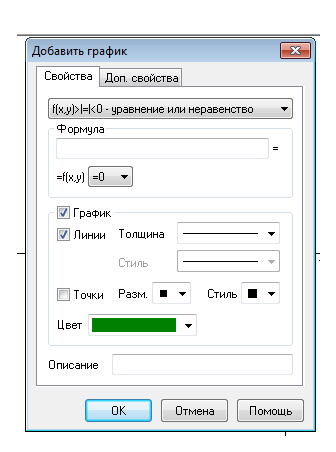 Добавить график
Свойства Доп. свойства
f(x,y)>|=|<0 - уравнение или неравенство
Формула
=
=f(x,y) =0
График
Линии Толщина
Стиль
Точки Разм. Стиль
Цвет
Описание
OK Отмена Помощь